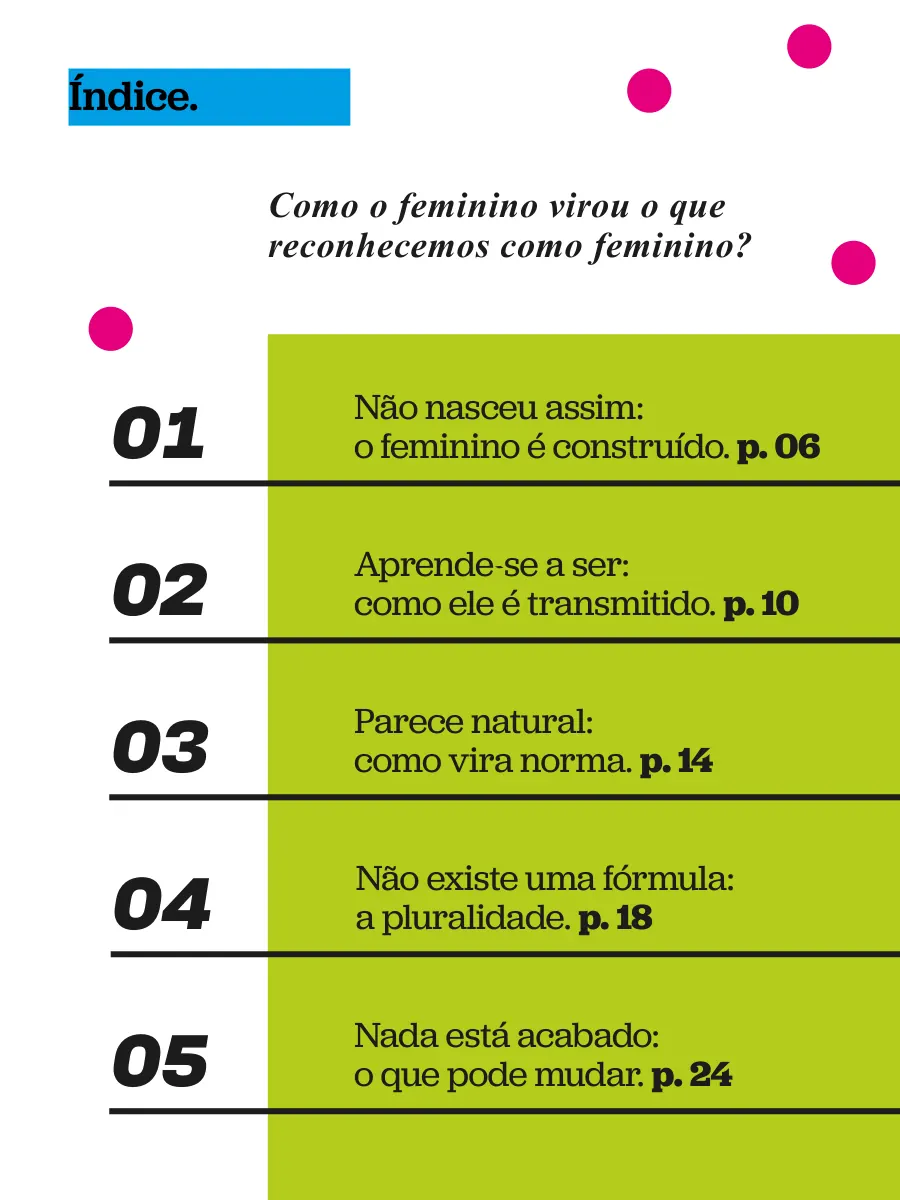 Índice.
Como o feminino virou o que
reconhecemos como feminino?
01
Não nasceu assim:
o feminino é construído. p. 06
02
Aprende-se a ser:
como ele é transmitido. p. 10
03
Parece natural:
como vira norma. p. 14
04
Não existe uma fórmula:
a pluralidade. p. 18
05
Nada está acabado:
o que pode mudar. p. 24